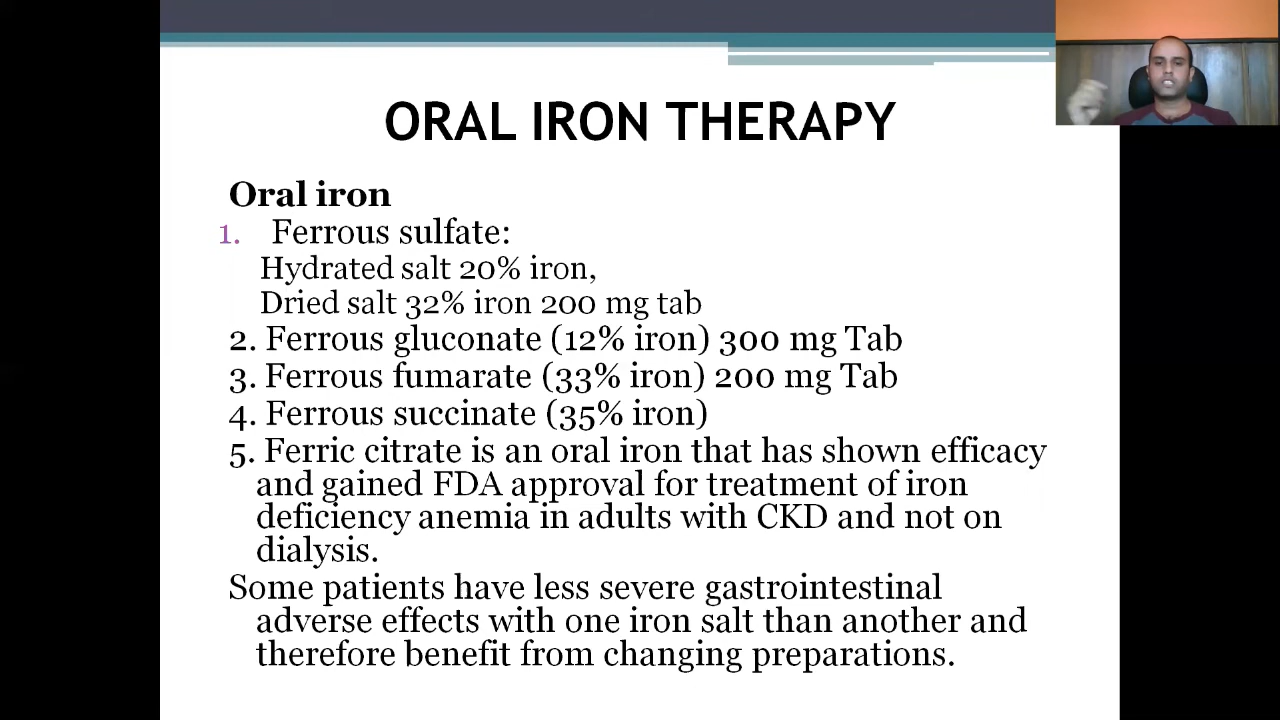 ORAL IRON THERAPY
Oral iron
1. Ferrous sulfate:
Hydrated salt 20% iron,
Dried salt 32% iron 200 mg tab
2. Ferrous gluconate (12% iron) 300 mg Tab
3. Ferrous fumarate (33% iron) 200 mg Tab
4. Ferrous succinate (35% iron)
5. Ferric citrate is an oral iron that has shown efficacy
and gained FDA approval for treatment of iron
deficiency anemia in adults with CKD and not on
dialysis.
Some patients have less severe gastrointestinal
adverse effects with one iron salt than another and
therefore benefit from changing preparations.